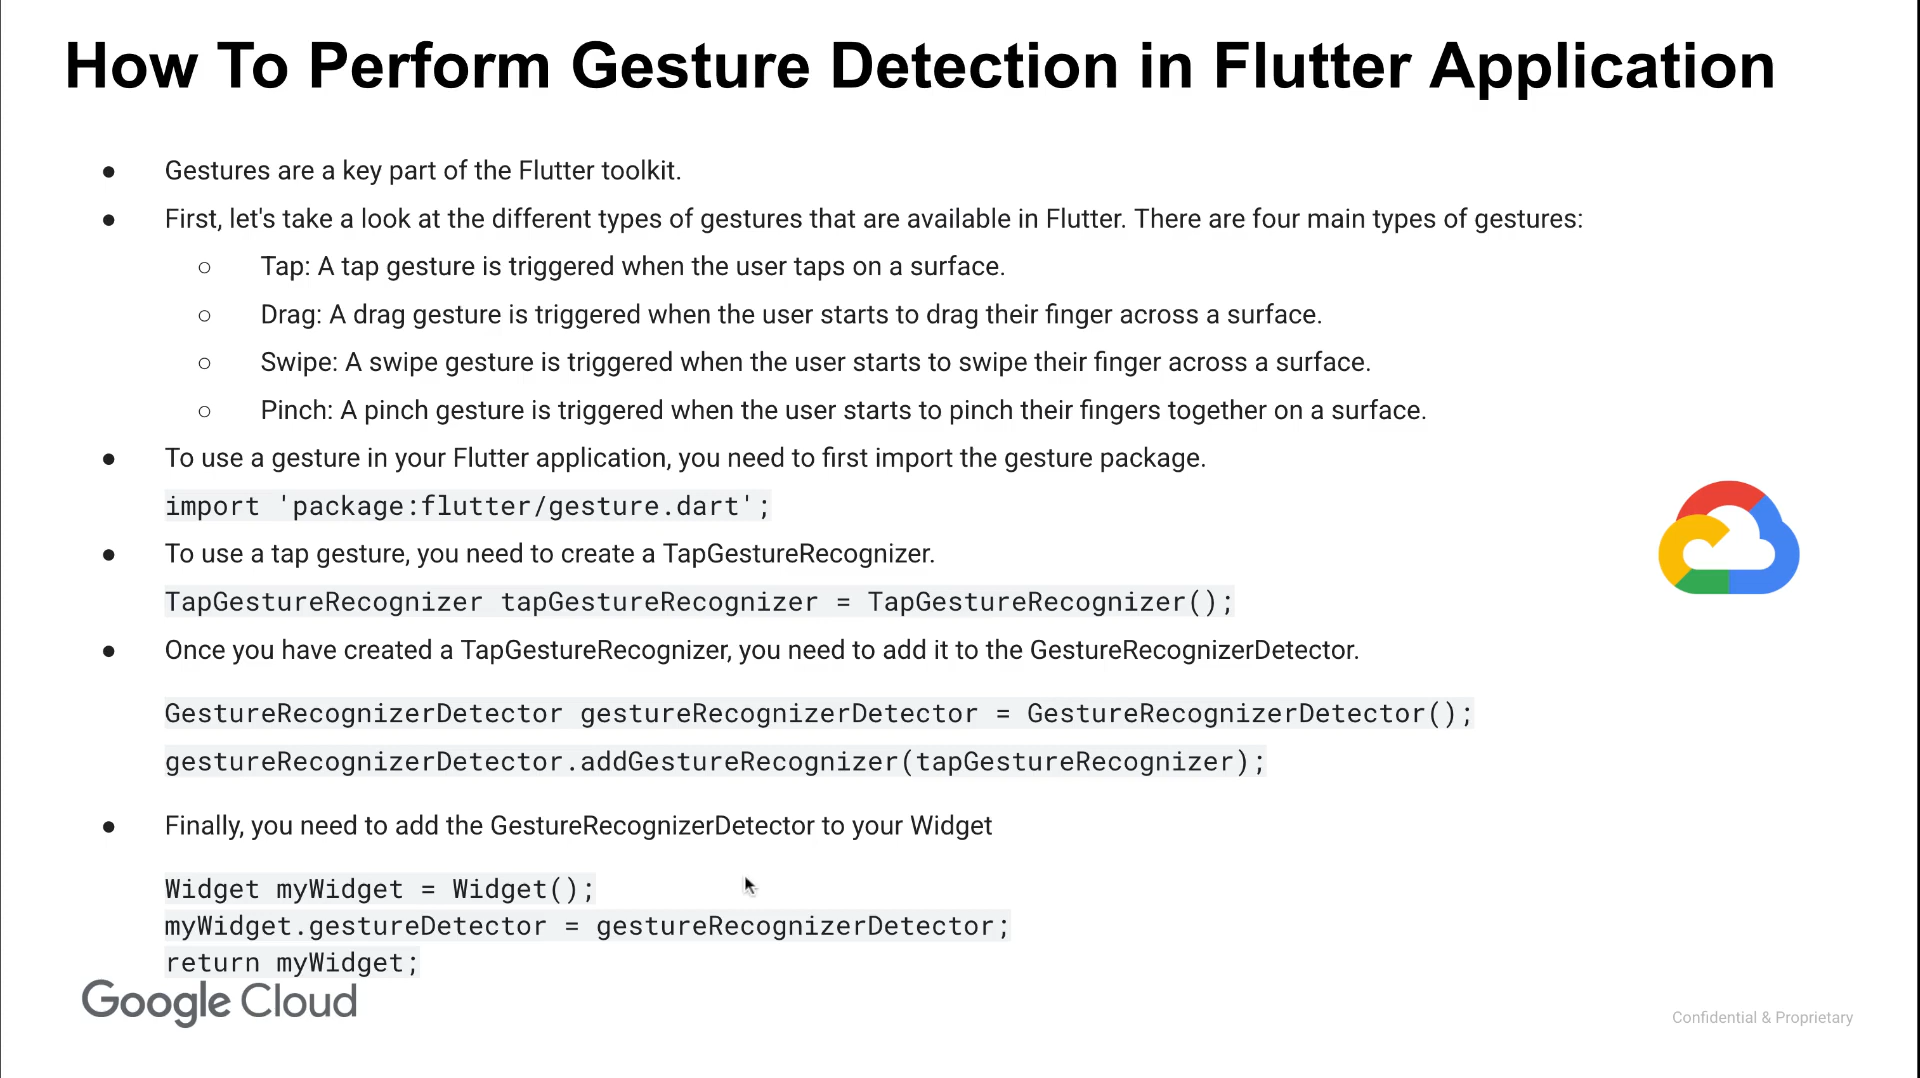 How To Perform Gesture Detection in Flutter Application
● Gestures are a key part of the Flutter toolkit.
● First, let's take a look at the different types of gestures that are available in Flutter. There are four main types of gestures:
○ Tap: A tap gesture is triggered when the user taps on a surface.
○ Drag: A drag gesture is triggered when the user starts to drag their finger across a surface.
○ Swipe: A swipe gesture is triggered when the user starts to swipe their finger across a surface.
○ Pinch: A pinch gesture is triggered when the user starts to pinch their fingers together on a surface.
● To use a gesture in your Flutter application, you need to first import the gesture package.
import 'package:flutter/gesture.dart';
● To use a tap gesture, you need to create a TapGestureRecognizer.
TapGestureRecognizer tapGestureRecognizer = TapGestureRecognizer();
● Once you have created a TapGestureRecognizer, you need to add it to the GestureRecognizerDetector.
GestureRecognizerDetector gestureRecognizerDetector = GestureRecognizerDetector();
gestureRecognizerDetector.addGestureRecognizer(tapGestureRecognizer);
● Finally, you need to add the GestureRecognizerDetector to your Widget
Widget myWidget = Widget();
myWidget.gestureDetector = gestureRecognizerDetector;
return myWidget;
Google Cloud
Confidential & Proprietary